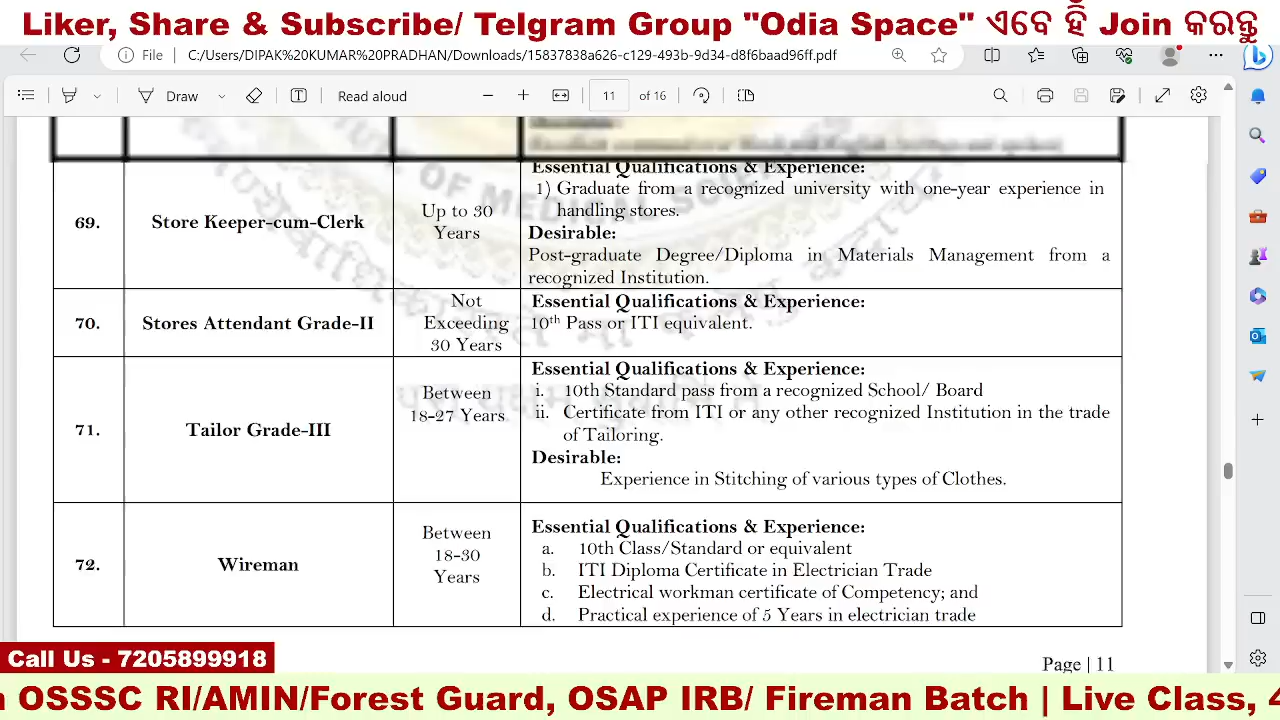 Liker, Share & Subscribe/ Telgram Group "Odia Space" ଏବେ ହିଁ Join କରନ୍ତୁ
File
C:/Users/DIPAK%20KUMAR%20PRADHAN/Downloads/15827838a626-c129-493b-9d34-d8f6baad96ff.pdf
Draw
Read aloud
11 of 16
Essential Qualifications & Experience:
1) Graduate from a recognized university with one-year experience in
handling stores.
69.
Store Keeper-cum-Clerk
Up to 30
Years
Desirable:
Post-graduate Degree/Diploma in Materials Management from a
recognized Institution.
70.
Stores Attendant Grade-II
Not
Exceeding
30 Years
Essential Qualifications & Experience:
10th Pass or ITI equivalent.
71.
Tailor Grade-III
Between
18-27 Years
Essential Qualifications & Experience:
i. 10th Standard pass from a recognized School/ Board
ii. Certificate from ITI or any other recognized Institution in the trade
of Tailoring.
Desirable:
Experience in Stitching of various types of Clothes.
72.
Wireman
Between
18-30
Years
Essential Qualifications & Experience:
a. 10th Class/Standard or equivalent
b. ITI Diploma Certificate in Electrician Trade
c. Electrical workman certificate of Competency; and
d. Practical experience of 5 Years in electrician trade
Page | 11
Call Us - 7205899918
OSSSC RI/AMIN/Forest Guard, OSAP IRB/ Fireman Batch | Live Class,